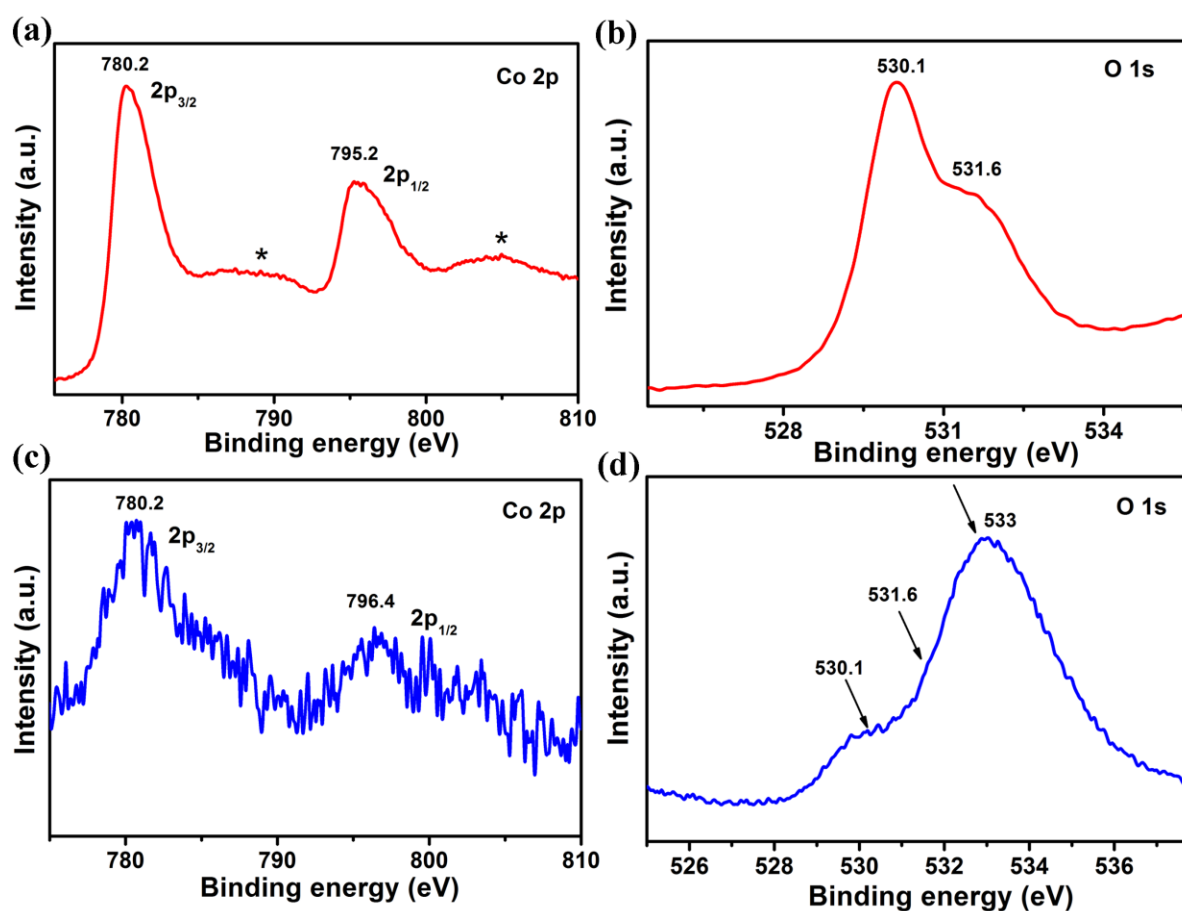 (a)
Co 2p
780.2
2p3/2
795.2
2p1/2
*
*
Intensity (a.u.)
780 790 800 810
Binding energy (eV)
(b)
O 1s
530.1
531.6
Intensity (a.u.)
528 531 534
Binding energy (eV)
(c)
Co 2p
780.2
2p3/2
796.4
2p1/2
Intensity (a.u.)
780 790 800 810
Binding energy (eV)
(d)
O 1s
533
531.6
530.1
Intensity (a.u.)
526 528 530 532 534 536
Binding energy (eV)